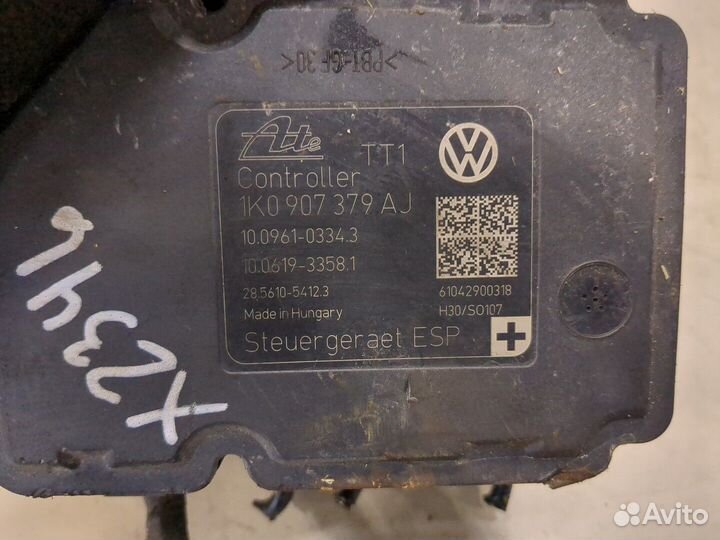 >PBT-GF30<
Ate TT1
Controller
1K0 907 379 AJ
10.0961-0334.3
10.0619-3358.1
28.5610-5412.3 61042900318
Made in Hungary H30/SO107
Steuergeraet ESP
X2344
Avito